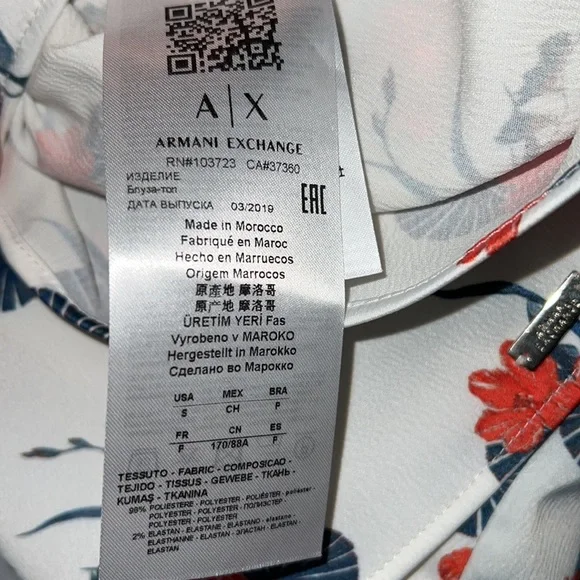 A|X
ARMANI EXCHANGE
RN#103723 CA#37360
ИЗДЕЛИЕ
Блуза-топ
ДАТА ВЫПУСКА 03/2019 EAC
Made in Morocco
Fabriqué en Maroc
Hecho en Marruecos
Origem Marrocos
原產地 摩洛哥
原产地 摩洛哥
ÜRETİM YERİ Fas
Vyrobeno v MAROKO
Hergestellt in Marokko
Сделано во Марокко
USA MEX BRA
S CH P
FR CN ES
P 170/88A P
TESSUTO - FABRIC - COMPOSICAO -
TEJIDO - TISSUS - GEWEBE - ТКАНЬ -
KUMAŞ - TKANINA
98% POLIESTERE - POLYESTER - POLIÉSTER - poliéster -
POLYESTER - POLYESTER - ПОЛИЭСТЕР
- POLYESTER - POLYESTER
2% ELASTAN - ELASTANE - ELASTANO - elastano -
ELASTHANNE - ELASTHAN - ЭЛАСТАН - ELASTAN -
ELASTAN